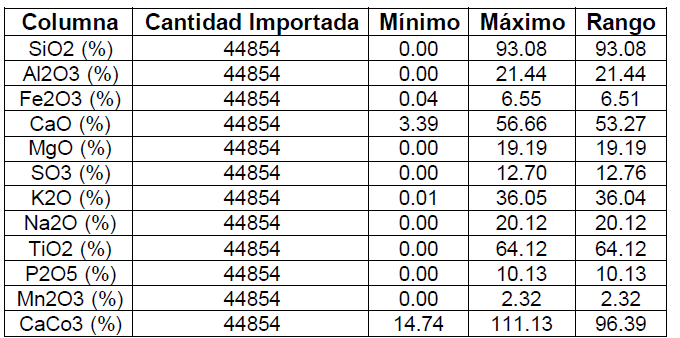 Columna Cantidad Importada Mínimo Máximo Rango
SiO2 (%) 44854 0.00 93.08 93.08
Al2O3 (%) 44854 0.00 21.44 21.44
Fe2O3 (%) 44854 0.04 6.55 6.51
CaO (%) 44854 3.39 56.66 53.27
MgO (%) 44854 0.00 19.19 19.19
SO3 (%) 44854 0.00 12.70 12.76
K2O (%) 44854 0.01 36.05 36.04
Na2O (%) 44854 0.00 20.12 20.12
TiO2 (%) 44854 0.00 64.12 64.12
P2O5 (%) 44854 0.00 10.13 10.13
Mn2O3 (%) 44854 0.00 2.32 2.32
CaCo3 (%) 44854 14.74 111.13 96.39